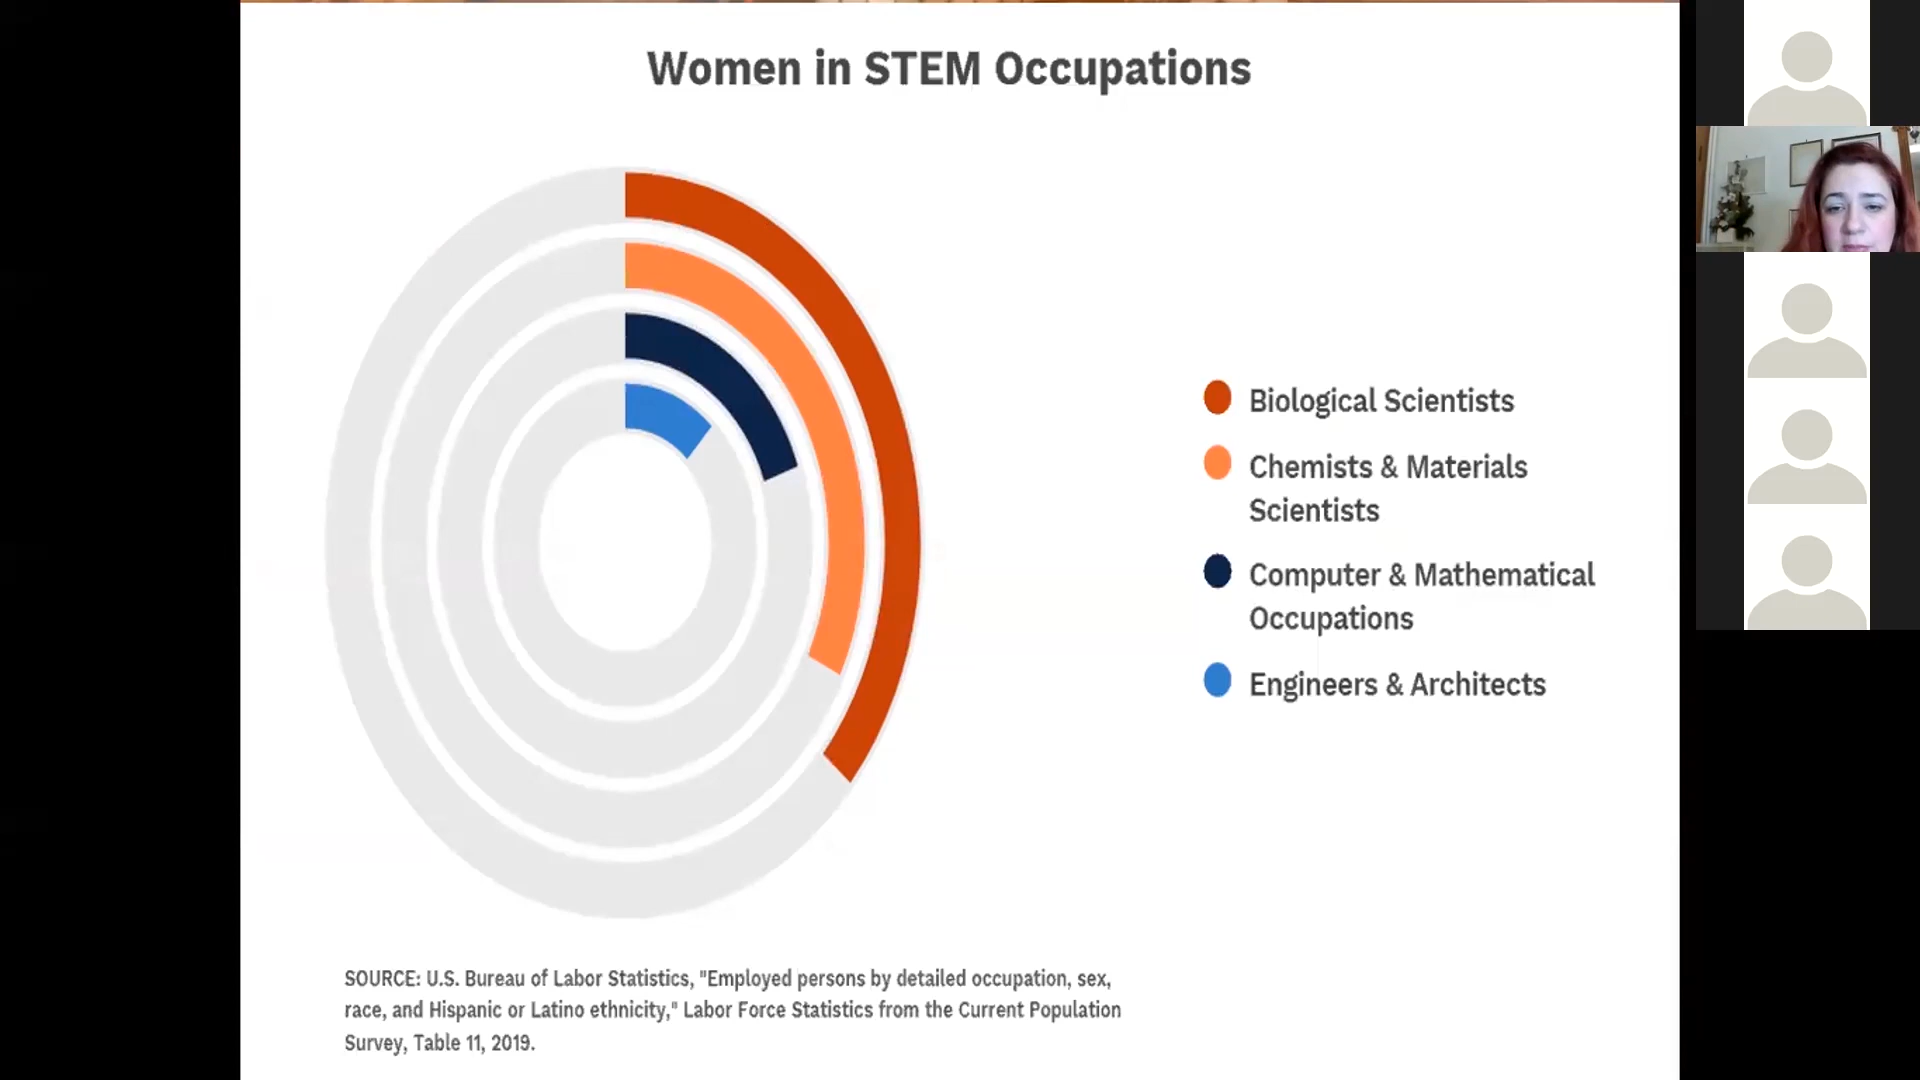 Women in STEM Occupations
Biological Scientists
Chemists & Materials
Scientists
Computer & Mathematical
Occupations
Engineers & Architects
SOURCE: U.S. Bureau of Labor Statistics, "Employed persons by detailed occupation, sex,
race, and Hispanic or Latino ethnicity," Labor Force Statistics from the Current Population
Survey, Table 11, 2019.